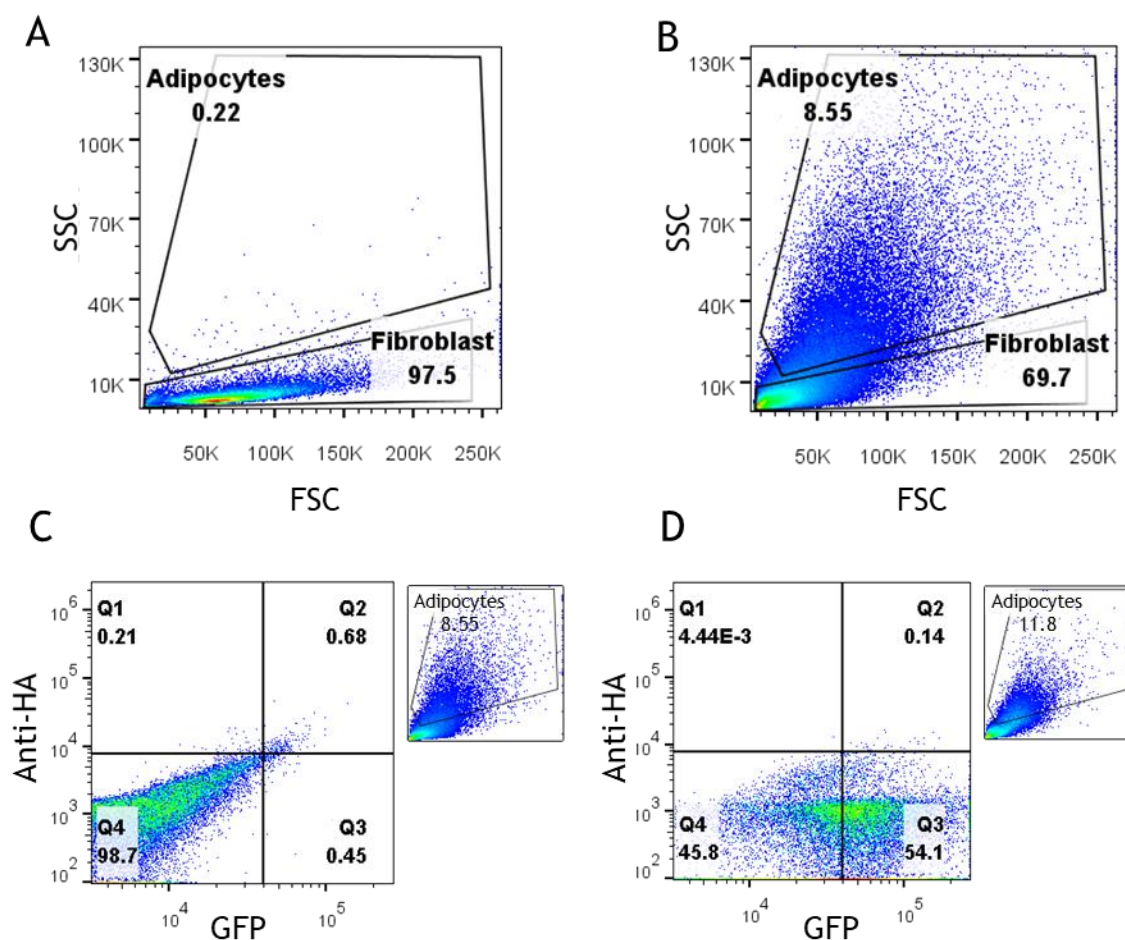 A
130K
Adipocytes
0.22
100K
SSC
70K
40K
Fibroblast
97.5
10K
50K 100K 150K 200K 250K
FSC
B
130K
Adipocytes
8.55
100K
SSC
70K
40K
Fibroblast
69.7
10K
50K 100K 150K 200K 250K
FSC
C
Q1
0.21
Q2
0.68
Q4
98.7
Q3
0.45
10^6
10^5
10^4
10^3
10^2
Anti-HA
10^4 10^5
GFP
Adipocytes
8.55
D
Q1
4.44E-3
Q2
0.14
Q4
45.8
Q3
54.1
10^6
10^5
10^4
10^3
10^2
Anti-HA
10^4 10^5
GFP
Adipocytes
11.8